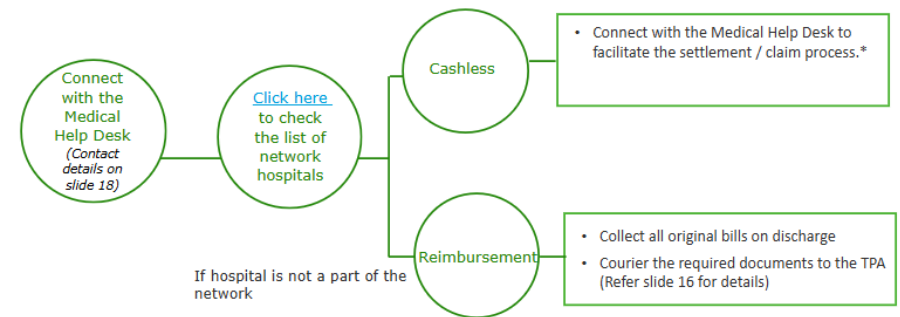 Connect
with the
Medical
Help Desk
(Contact
details on
slide 18)
Click here
to check
the list of
network
hospitals
Cashless
• Connect with the Medical Help Desk to
facilitate the settlement / claim process.*
If hospital is not a part of the
network
Reimbursement
• Collect all original bills on discharge
• Courier the required documents to the TPA
(Refer slide 16 for details)